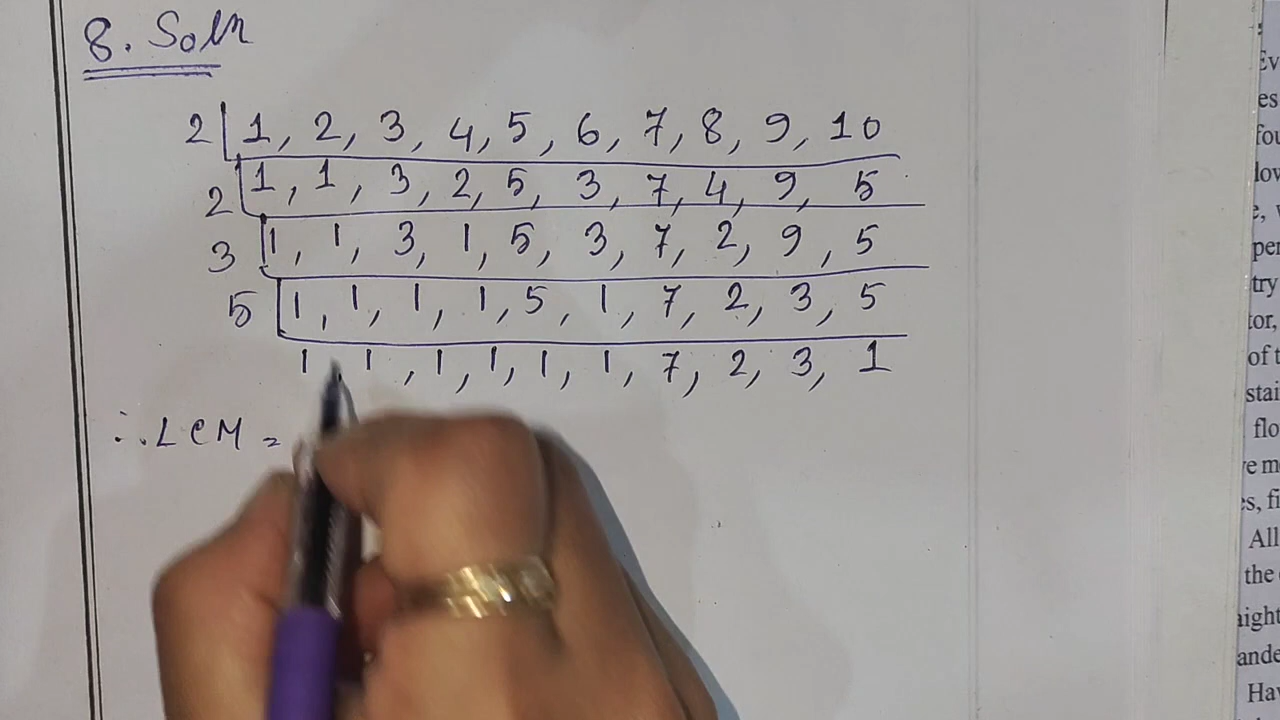 8. Soln
2 1, 2, 3, 4, 5, 6, 7, 8, 9, 10
2 1, 1, 3, 2, 5, 3, 7, 4, 9, 5
3 1, 1, 3, 1, 5, 3, 7, 2, 9, 5
5 1, 1, 1, 1, 5, 1, 7, 2, 3, 5
1, 1, 1, 1, 1, 1, 7, 2, 3, 1
∴ LCM =